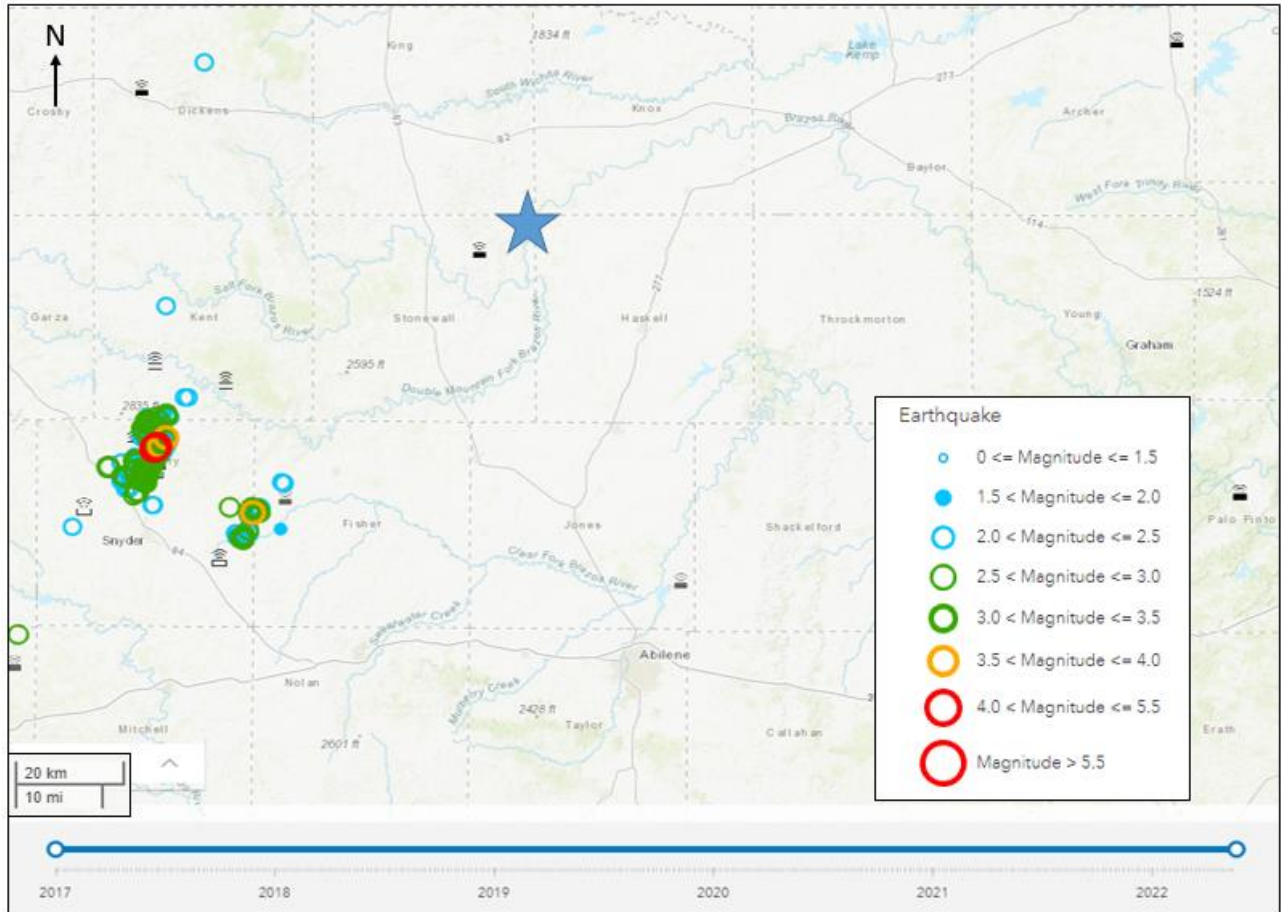 N
King
1834 ft
Lake
Kemp
277
South Wichita River
Crosby
Dickens
Knox
Archer
Brazos River
82
Baylor
West Fork Trinity River
114
281
277
1524 ft
Salt Fork Brazos River
Garza
Kent
Stonewall
Haskell
Throckmorton
Young
Graham
2595 ft
Double Mountain Fork Brazos River
2835 ft
Snyder
84
Fisher
Jones
Shackelford
Palo Pinto
Clear Fork Brazos River
Sweetwater Creek
Abilene
Nolan
Mulberry Creek
2428 ft
Taylor
Callahan
Erath
Mitchell
2601 ft
Earthquake
0 <= Magnitude <= 1.5
1.5 < Magnitude <= 2.0
2.0 < Magnitude <= 2.5
2.5 < Magnitude <= 3.0
3.0 < Magnitude <= 3.5
3.5 < Magnitude <= 4.0
4.0 < Magnitude <= 5.5
Magnitude > 5.5
20 km
10 mi
2017 2018 2019 2020 2021 2022